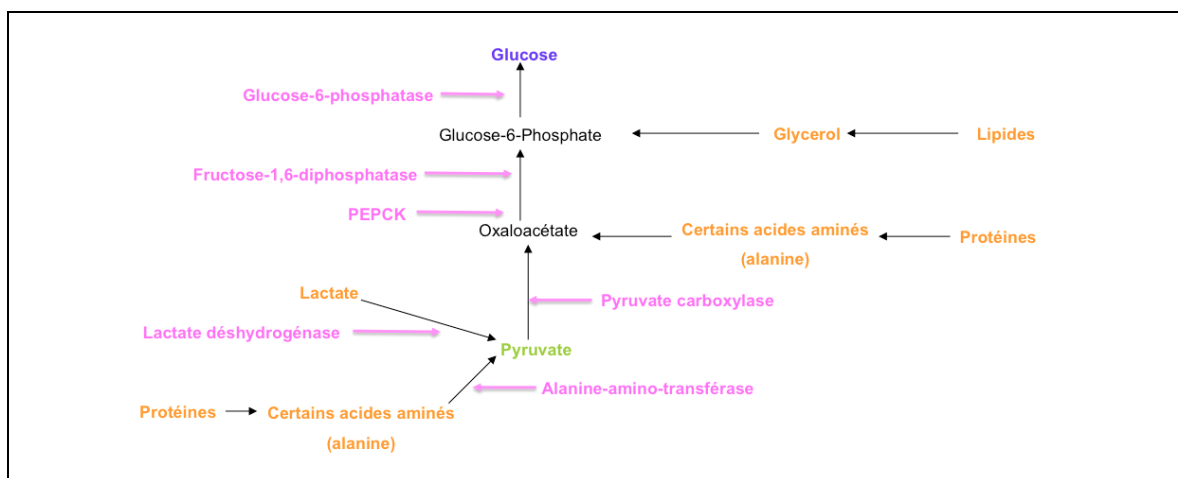 Glucose
Glucose-6-phosphatase
Glucose-6-Phosphate
Glycerol
Lipides
Fructose-1,6-diphosphatase
PEPCK
Oxaloacétate
Certains acides aminés
(alanine)
Protéines
Lactate
Pyruvate carboxylase
Lactate déshydrogénase
Pyruvate
Alanine-amino-transférase
Protéines
Certains acides aminés
(alanine)